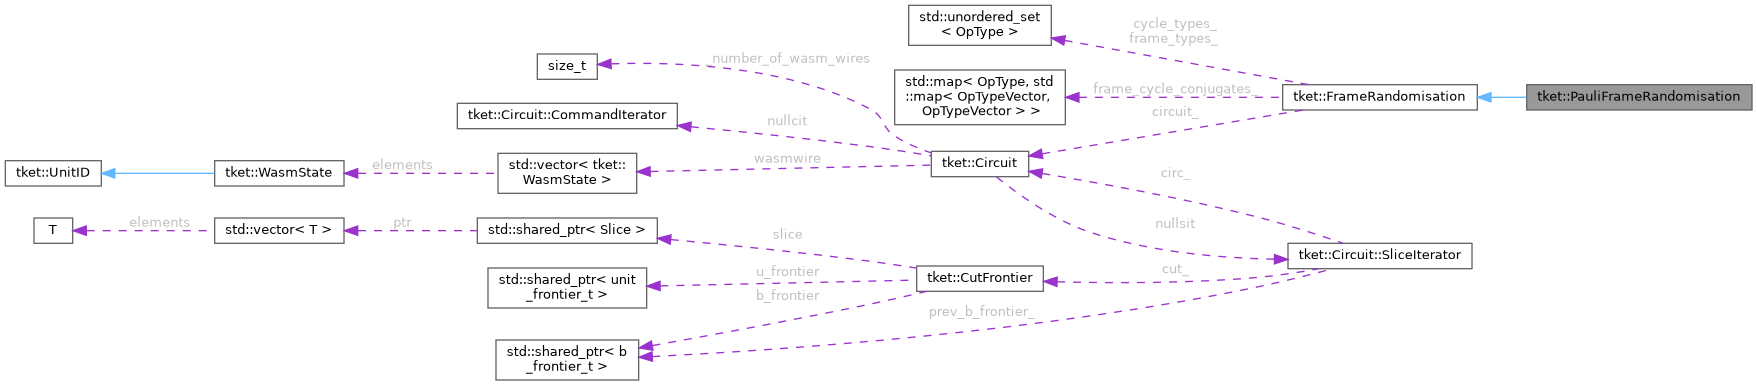 std::unordered_set
< OpType >
cycle_types_
frame_types_
size_t
_number_of_wasm_wires
std::map< OpType, std
::map< OpTypeVector,
OpTypeVector > >
frame_cycle_conjugates_
tket::FrameRandomisation
tket::PauliFrameRandomisation
tket::Circuit::CommandIterator
nullcit
circuit_
tket::UnitID
tket::WasmState
elements
std::vector< tket::
WasmState >
wasmwire
tket::Circuit
circ_
T
elements
std::vector< T >
ptr
std::shared_ptr< Slice >
slice
nullsit
tket::Circuit::SliceIterator
std::shared_ptr< unit
_frontier_t >
u_frontier
tket::CutFrontier
cut_
b_frontier
prev_b_frontier_
std::shared_ptr< b
_frontier_t >